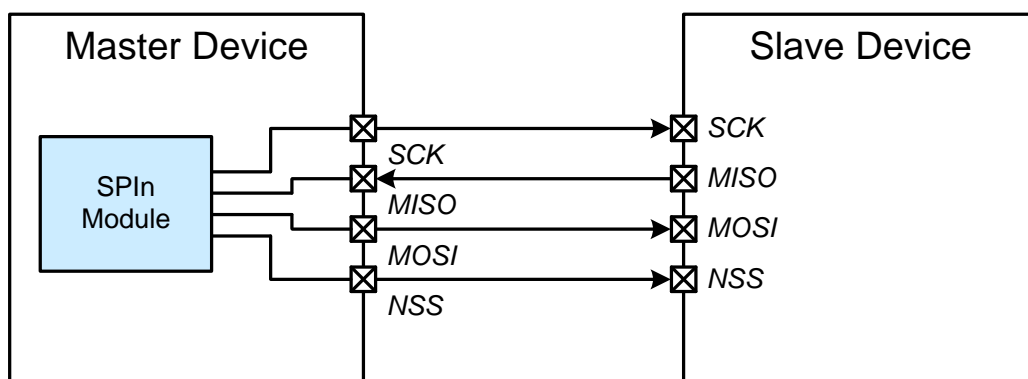 Master Device
Slave Device
SPIn
Module
SCK
MISO
MOSI
NSS
SCK
MISO
MOSI
NSS